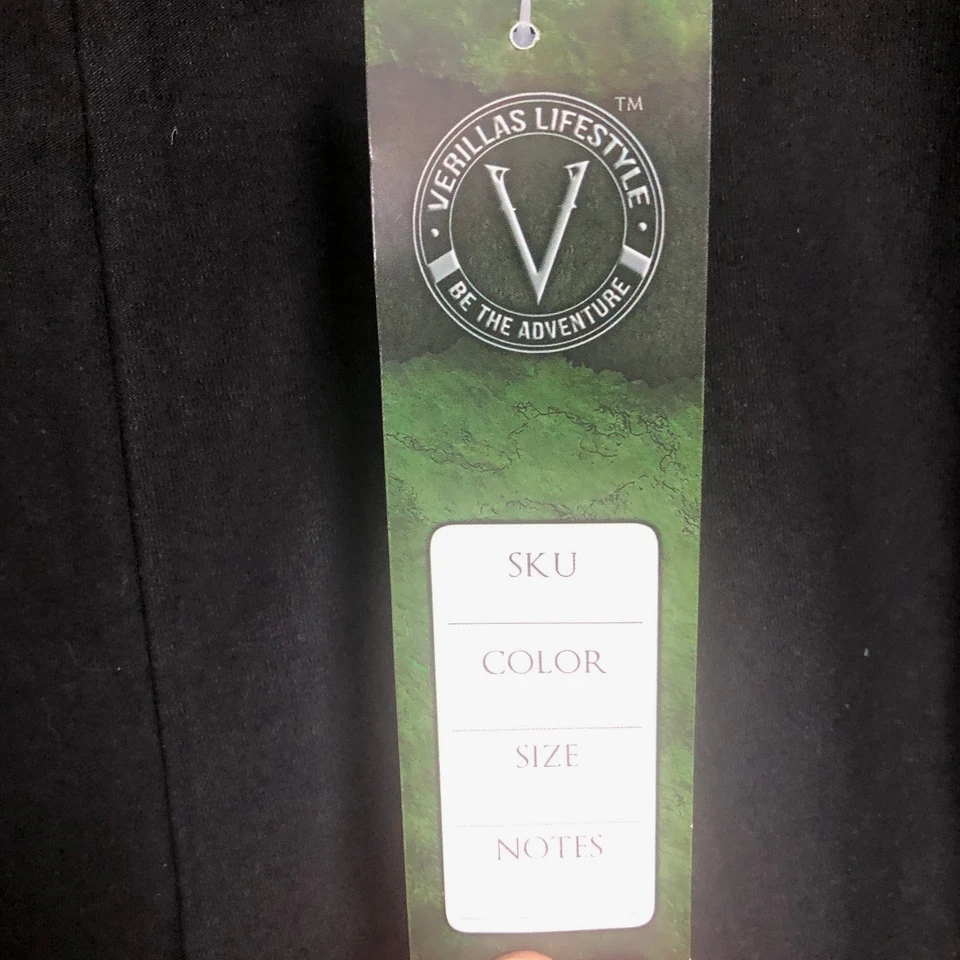 TM
VERILLAS LIFESTYLE
V
BE THE ADVENTURE
SKU
COLOR
SIZE
NOTES